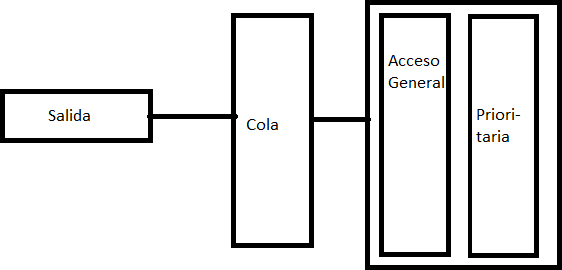 Salida
Cola
Acceso
General
Priori-
taria